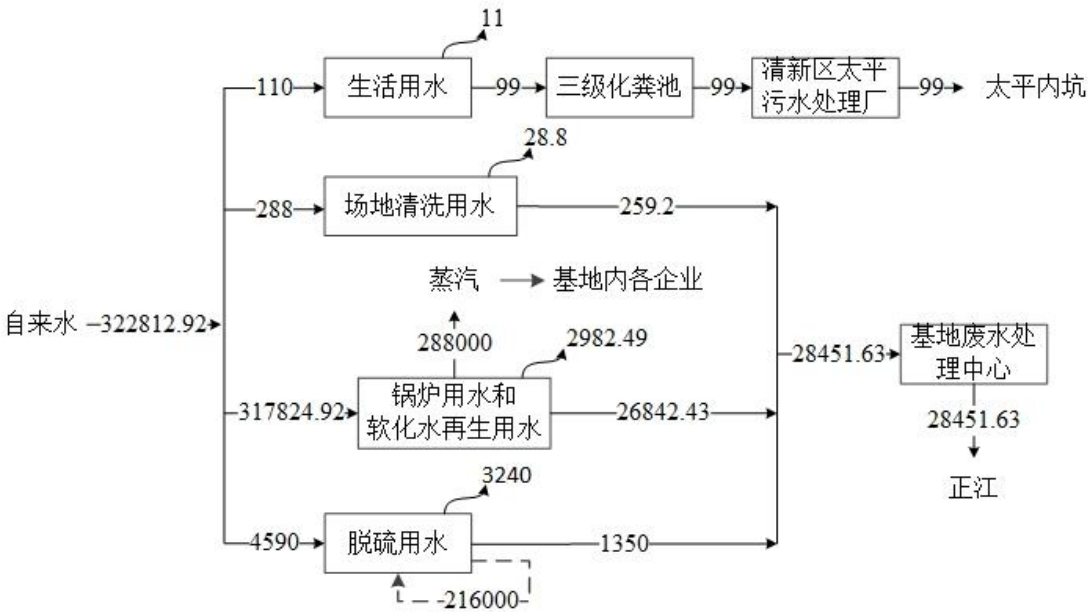 11
110
生活用水
99
三级化粪池
99
清新区太平
污水处理厂
99
太平内坑
28.8
288
场地清洗用水
259.2
蒸汽
基地内各企业
自来水
322812.92
288000
2982.49
28451.63
基地废水处
理中心
317824.92
锅炉用水和
软化水再生用水
26842.43
28451.63
正江
3240
4590
脱硫用水
1350
216000